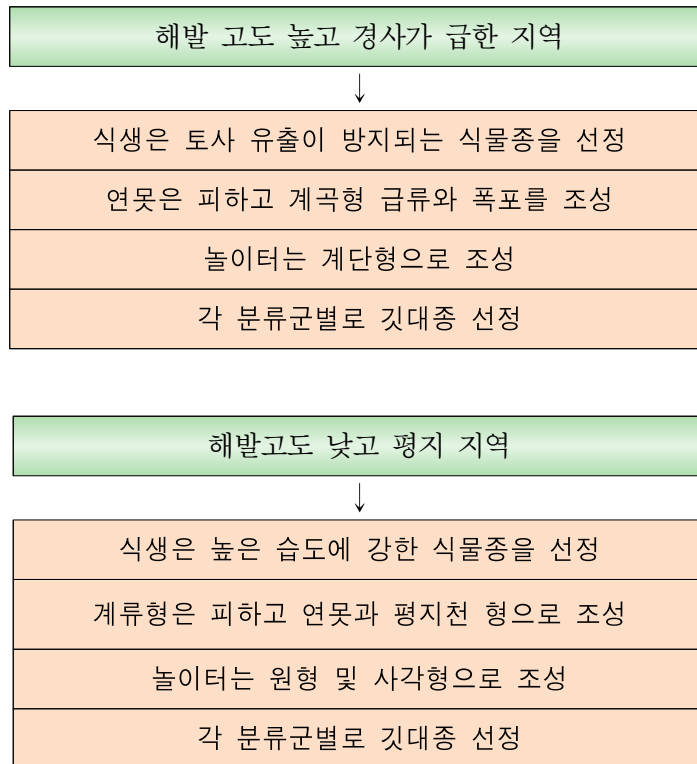 해발 고도 높고 경사가 급한 지역
식생은 토사 유출이 방지되는 식물종을 선정
연못은 피하고 계곡형 급류와 폭포를 조성
놀이터는 계단형으로 조성
각 분류군별로 깃대종 선정
해발고도 낮고 평지 지역
식생은 높은 습도에 강한 식물종을 선정
계류형은 피하고 연못과 평지천 형으로 조성
놀이터는 원형 및 사각형으로 조성
각 분류군별로 깃대종 선정